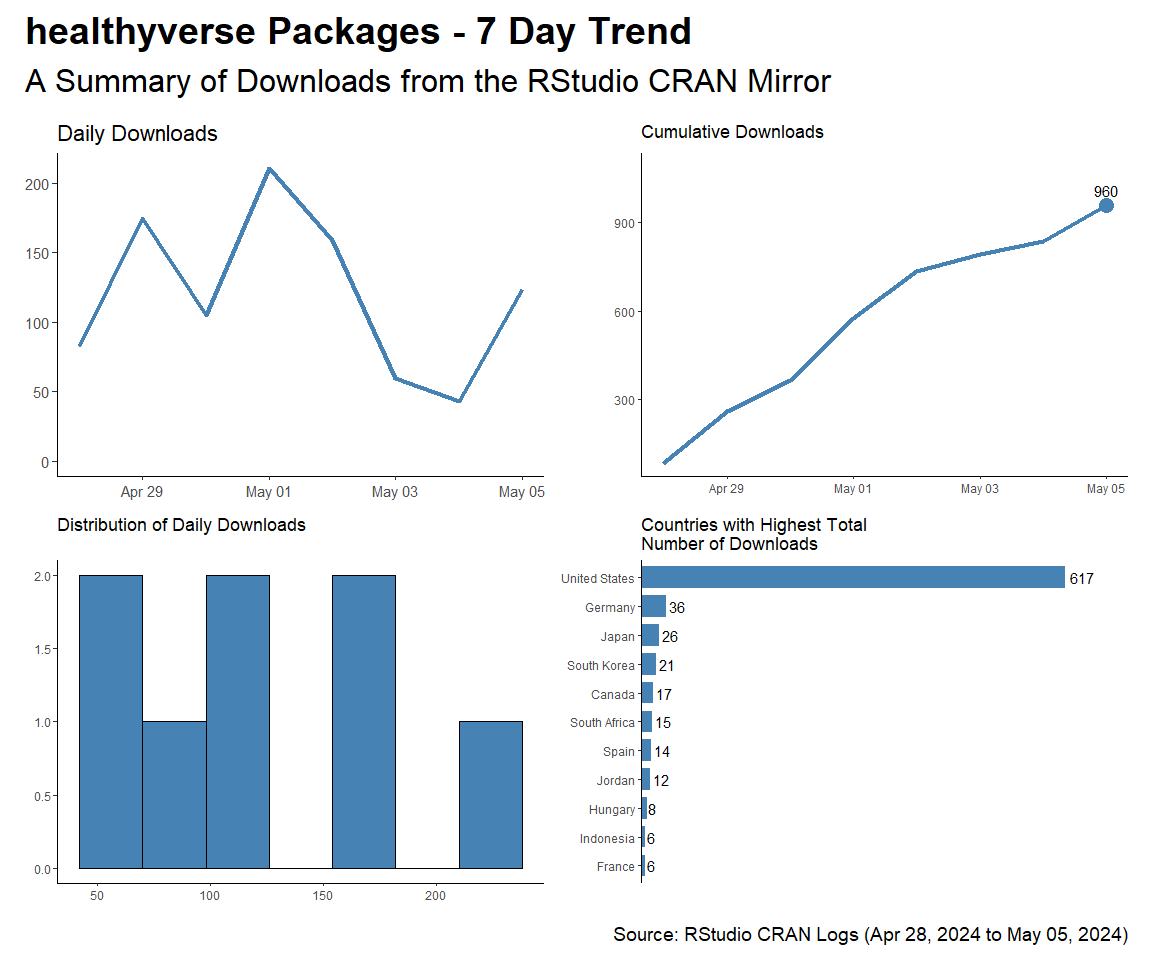 healthyverse Packages - 7 Day Trend
A Summary of Downloads from the RStudio CRAN Mirror
Daily Downloads
200
150
100
50
0
Apr 29
May 01
May 03
May 05
Cumulative Downloads
960
900
600
300
Apr 29
May 01
May 03
May 05
Distribution of Daily Downloads
2.0
1.5
1.0
0.5
0.0
50
100
150
200
Countries with Highest Total
Number of Downloads
United States 617
Germany 36
Japan 26
South Korea 21
Canada 17
South Africa 15
Spain 14
Jordan 12
Hungary 8
Indonesia 6
France 6
Source: RStudio CRAN Logs (Apr 28, 2024 to May 05, 2024)